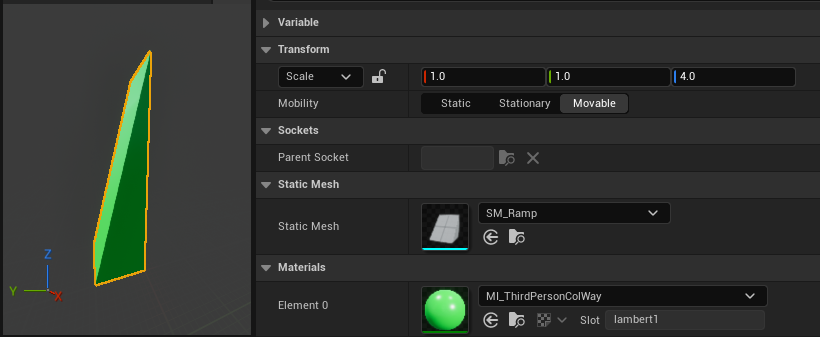 Variable
Transform
Scale 1.0 1.0 4.0
Mobility Static Stationary Movable
Sockets
Parent Socket
Static Mesh
Static Mesh SM_Ramp
Materials
Element 0 MI_ThirdPersonColWay
Slot lambert1
Z
Y X